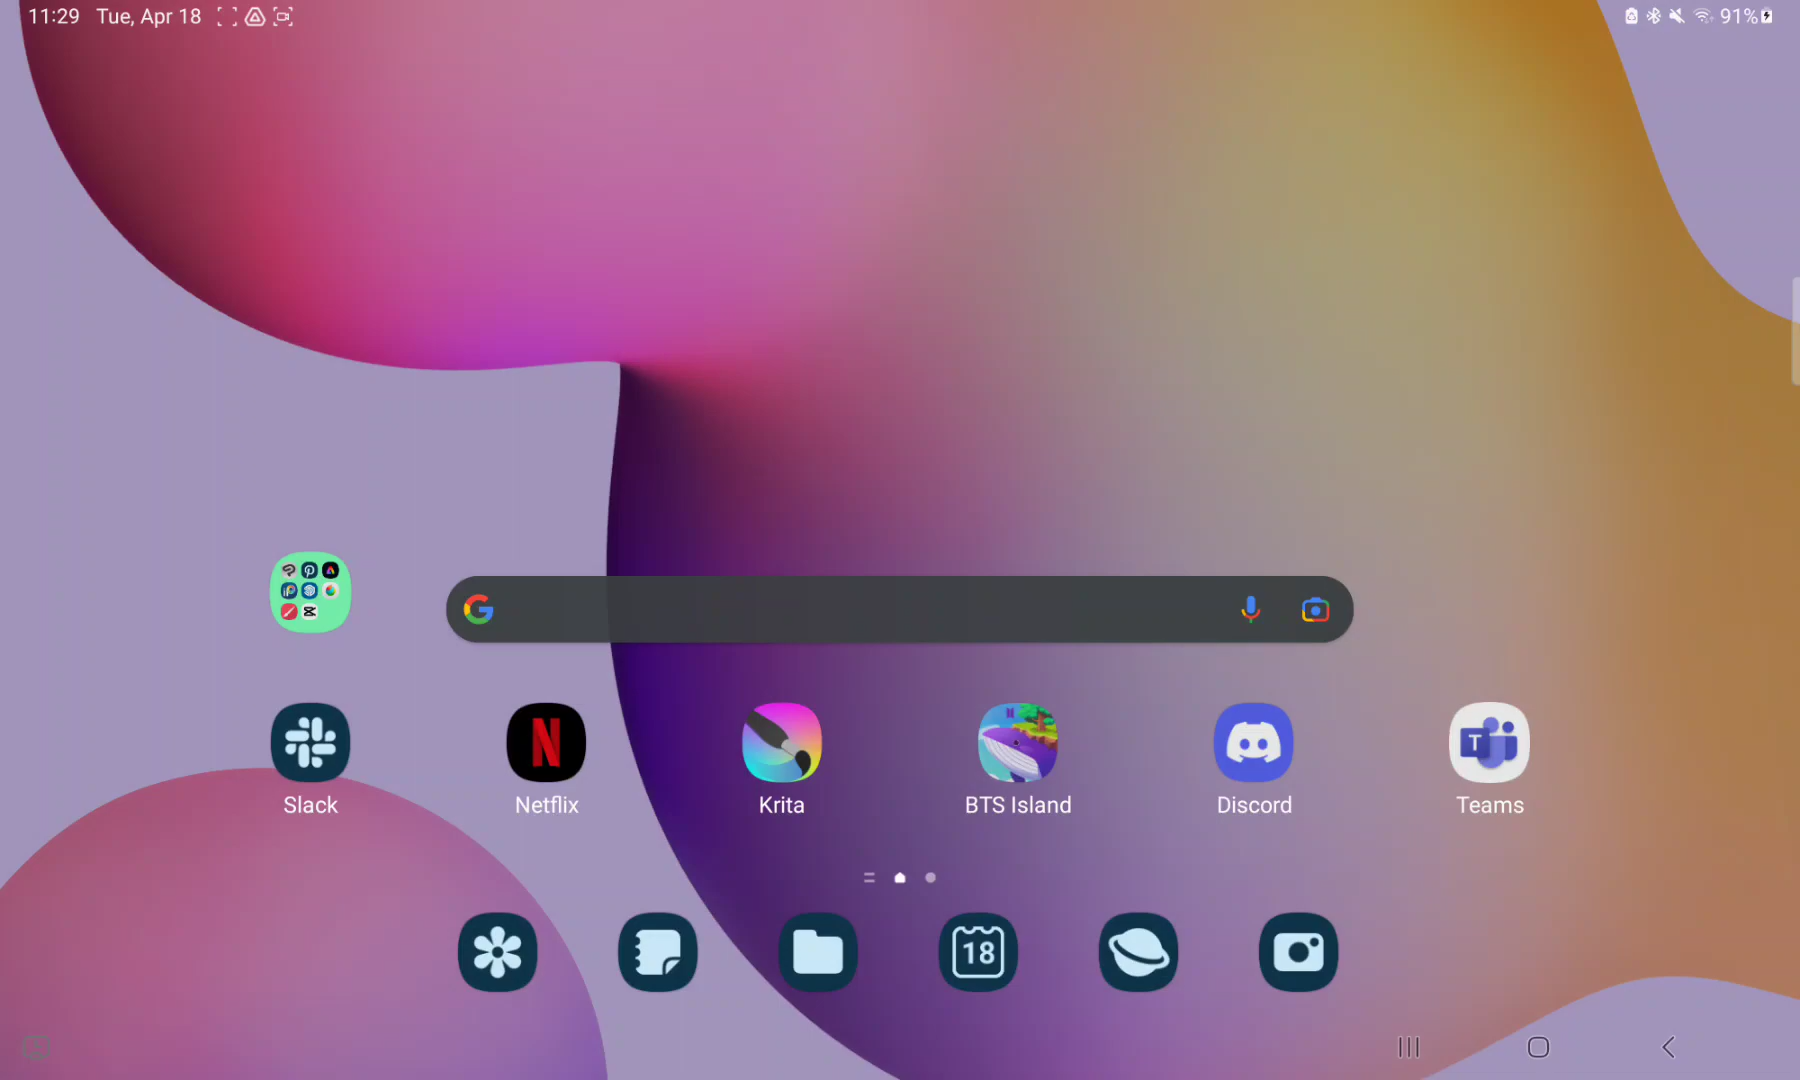 11:29 Tue, Apr 18
91%
Slack
Netflix
Krita
BTS Island
Discord
Teams
18